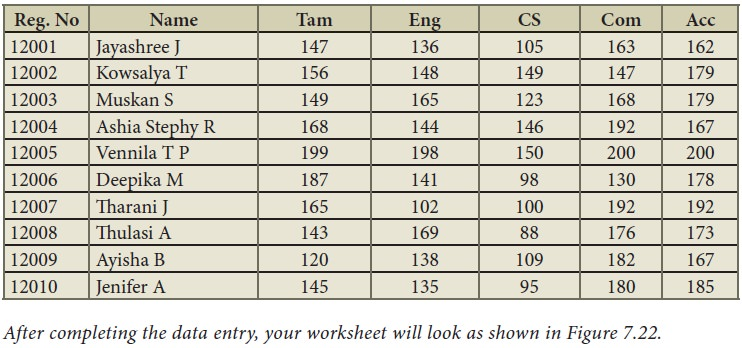 Reg. No Name Tam Eng CS Com Acc
12001 Jayashree J 147 136 105 163 162
12002 Kowsalya T 156 148 149 147 179
12003 Muskan S 149 165 123 168 179
12004 Ashia Stephy R 168 144 146 192 167
12005 Vennila T P 199 198 150 200 200
12006 Deepika M 187 141 98 130 178
12007 Tharani J 165 102 100 192 192
12008 Thulasi A 143 169 88 176 173
12009 Ayisha B 120 138 109 182 167
12010 Jenifer A 145 135 95 180 185
After completing the data entry, your worksheet will look as shown in Figure 7.22.